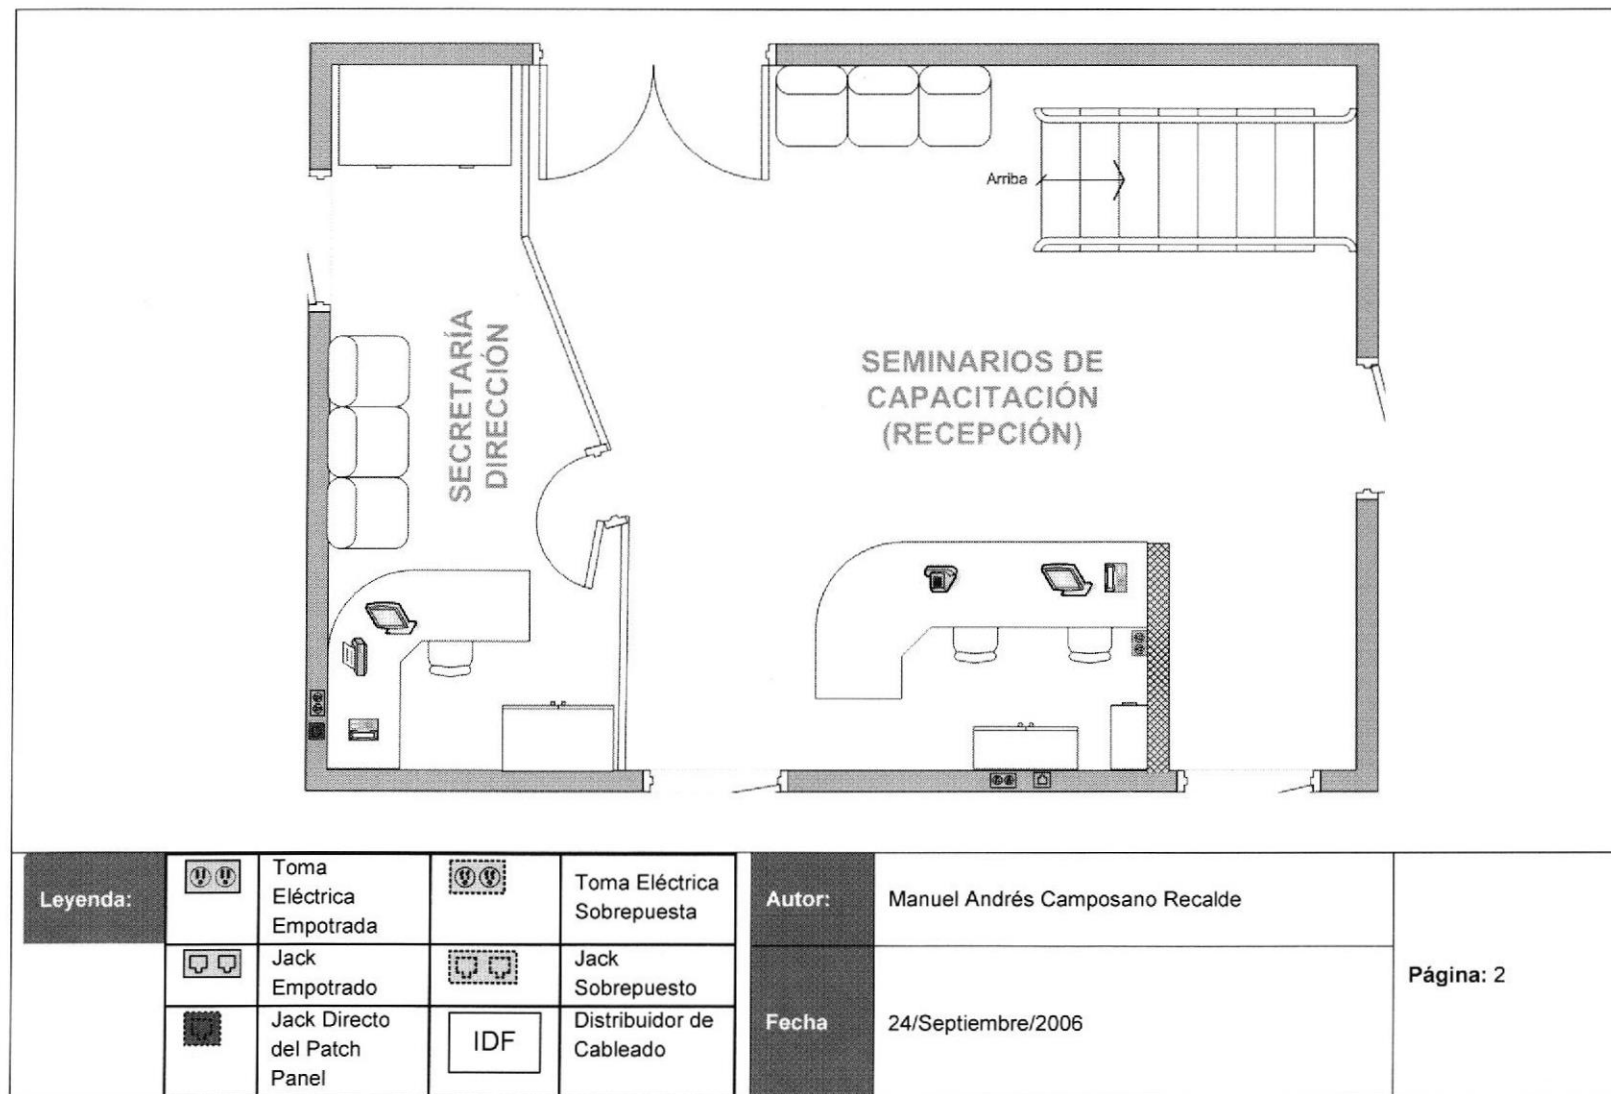 Arriba
SECRETARÍA
DIRECCIÓN
SEMINARIOS DE
CAPACITACIÓN
(RECEPCIÓN)
Leyenda:
Toma
Eléctrica
Empotrada
Toma Eléctrica
Sobrepuesta
Jack
Empotrado
Jack
Sobrepuesto
Jack Directo
del Patch
Panel
IDF
Distribuidor de
Cableado
Autor:
Manuel Andrés Camposano Recalde
Fecha
24/Septiembre/2006
Página: 2